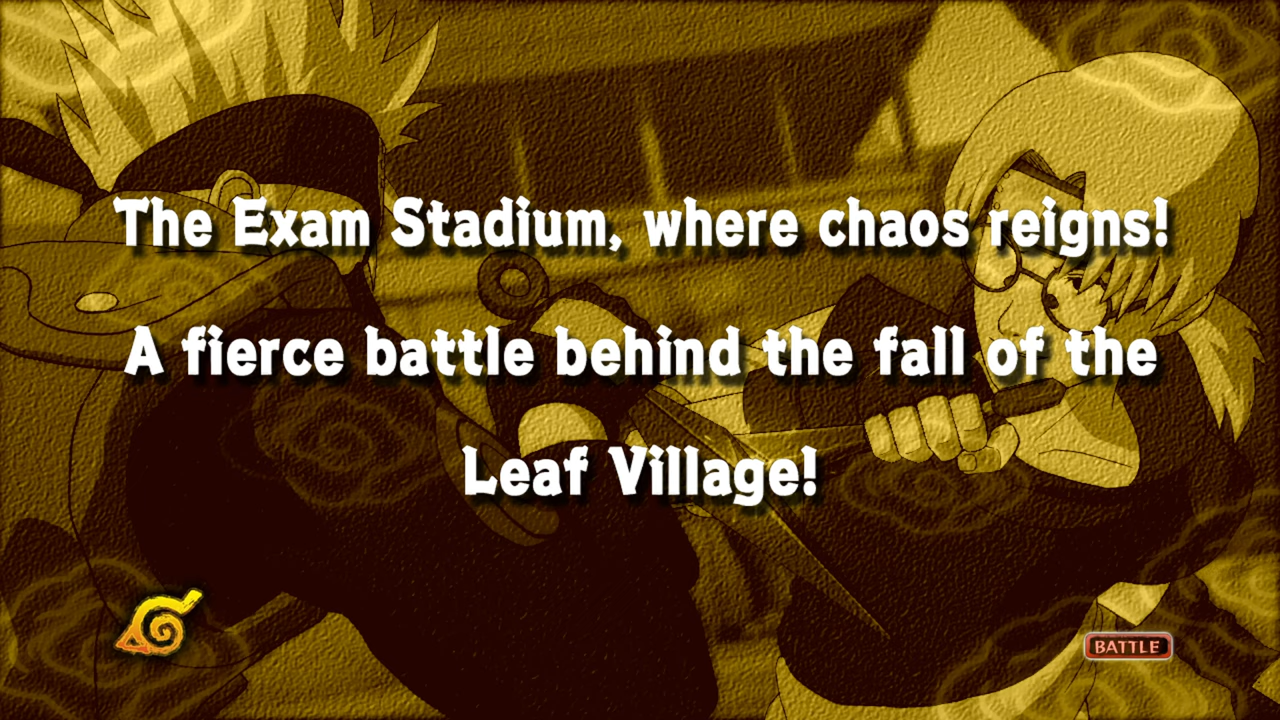 The Exam Stadium, where chaos reigns!
A fierce battle behind the fall of the
Leaf Village!
BATTLE